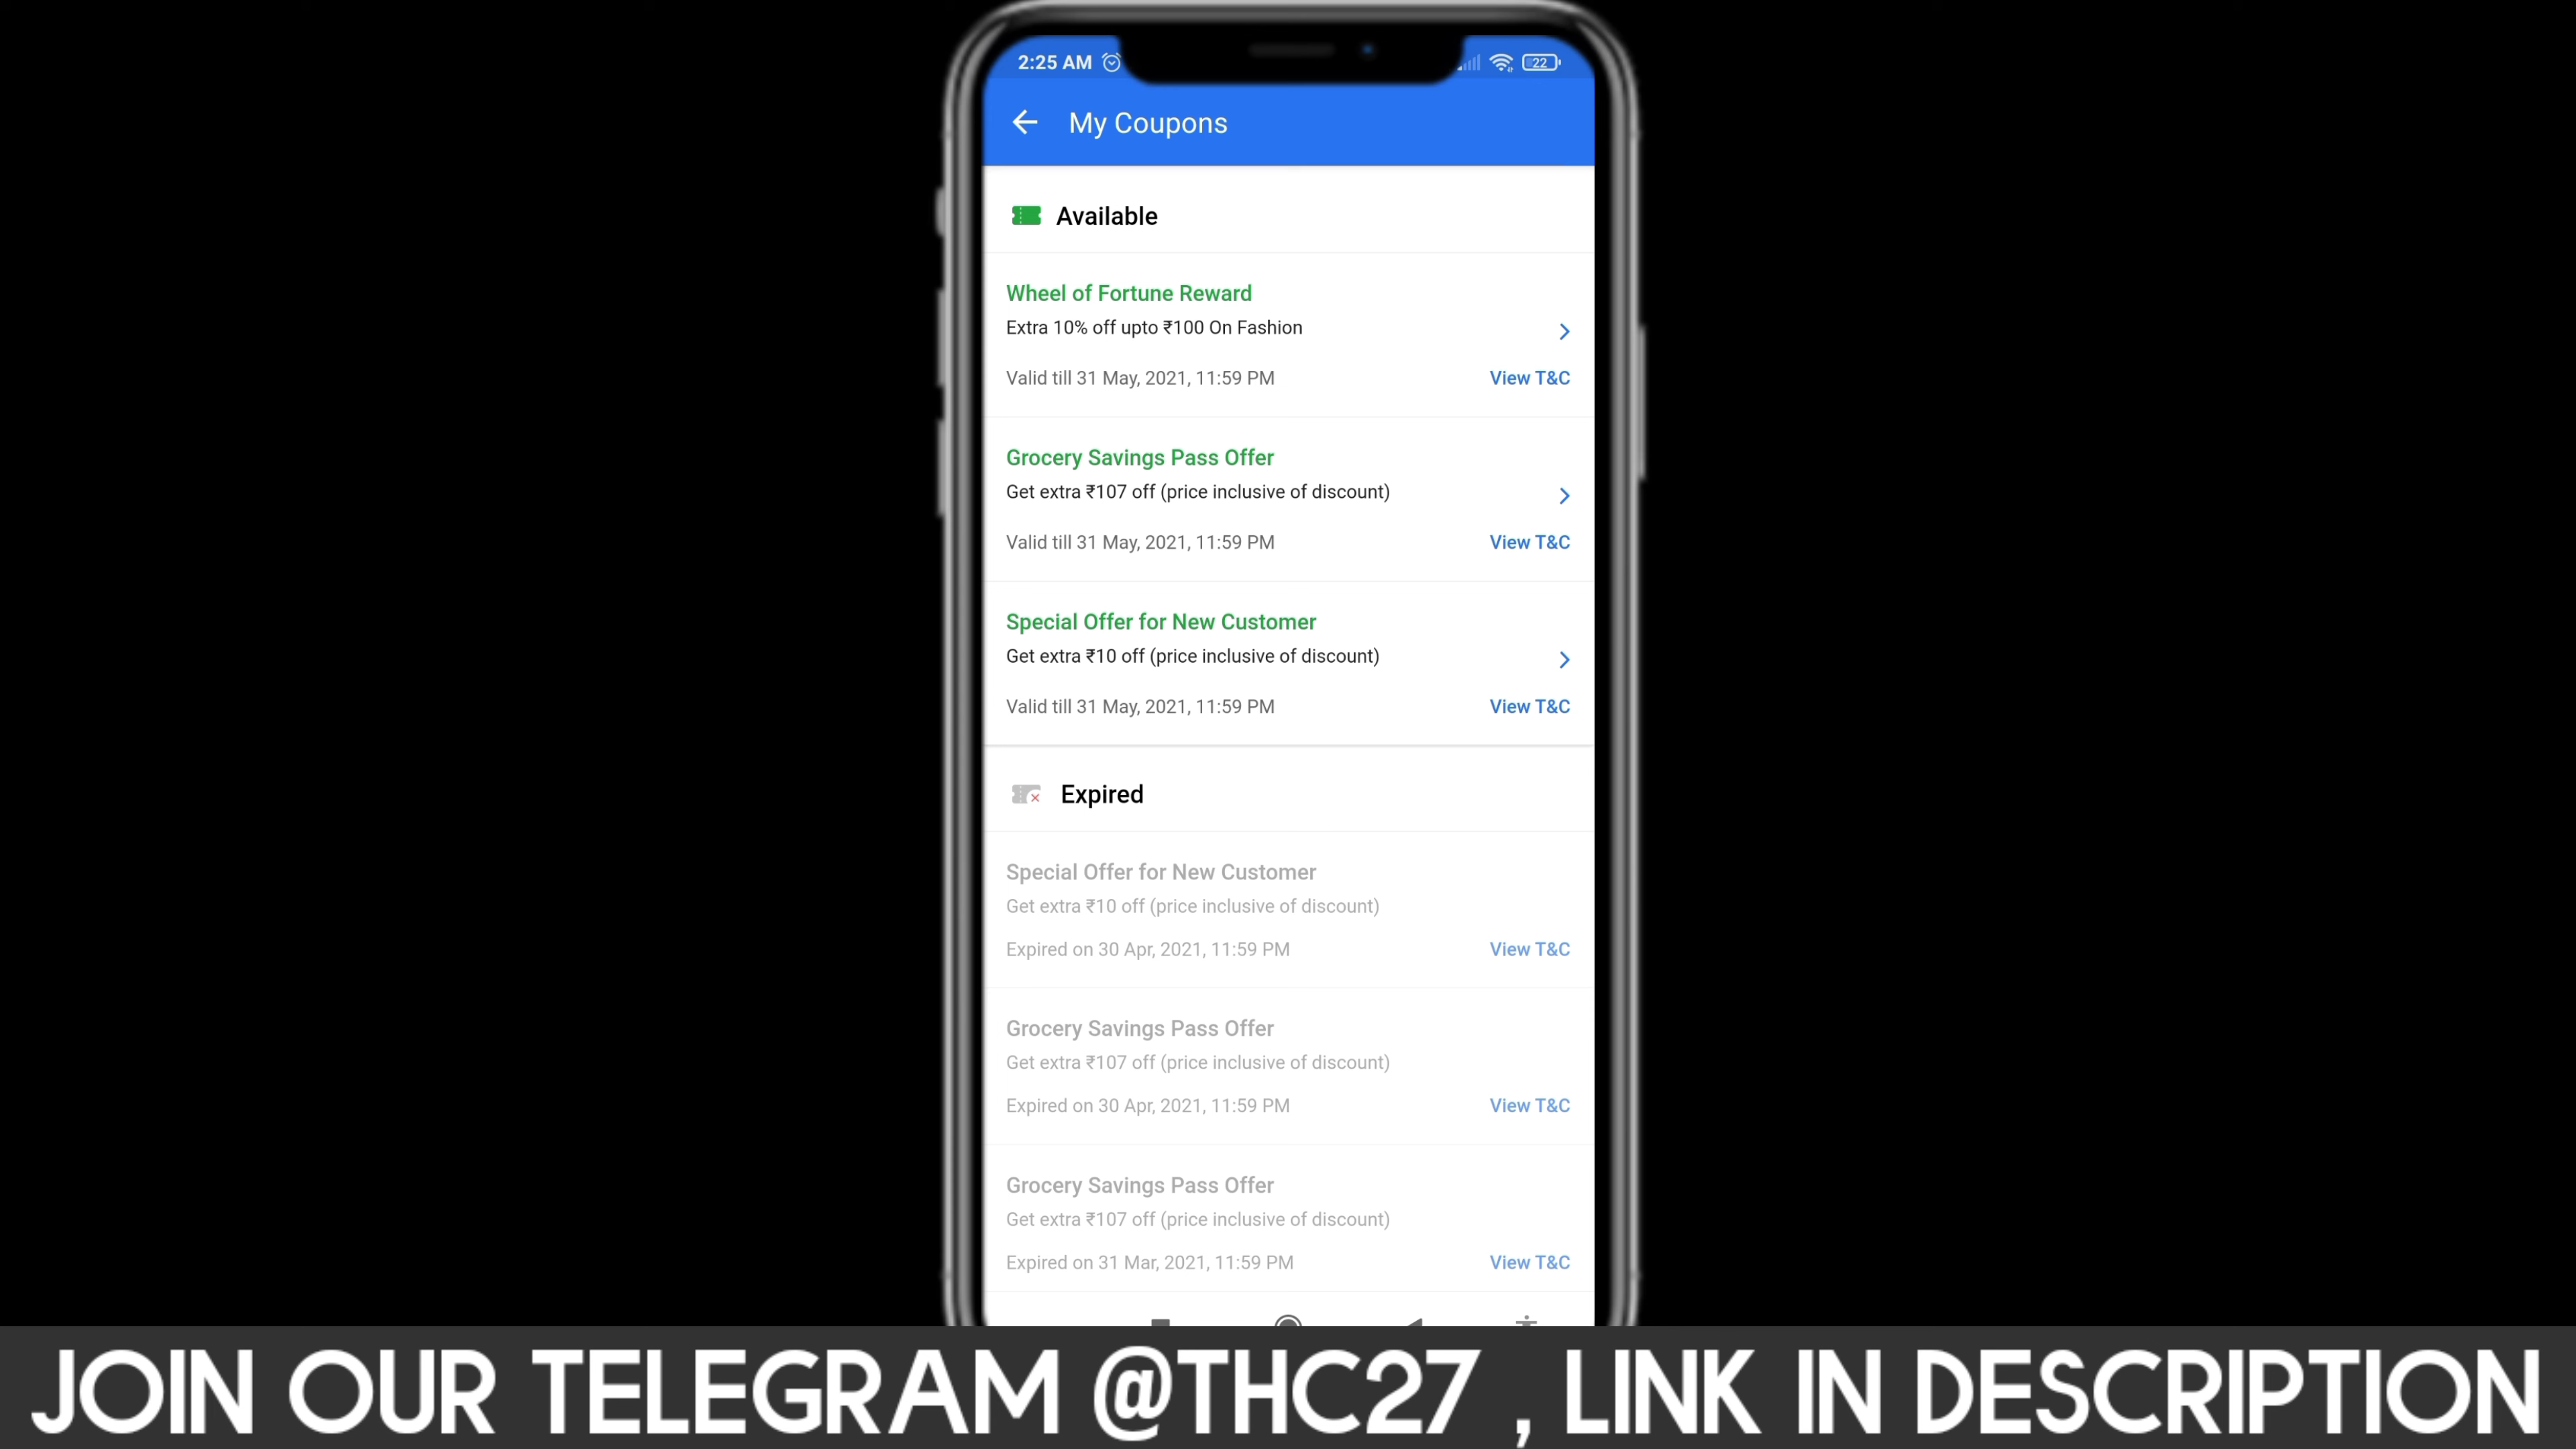 2:25 AM
22
My Coupons
Available
Wheel of Fortune Reward
Extra 10% off upto ₹100 On Fashion
Valid till 31 May, 2021, 11:59 PM
View T&C
Grocery Savings Pass Offer
Get extra ₹107 off (price inclusive of discount)
Valid till 31 May, 2021, 11:59 PM
View T&C
Special Offer for New Customer
Get extra ₹10 off (price inclusive of discount)
Valid till 31 May, 2021, 11:59 PM
View T&C
Expired
Special Offer for New Customer
Get extra ₹10 off (price inclusive of discount)
Expired on 30 Apr, 2021, 11:59 PM
View T&C
Grocery Savings Pass Offer
Get extra ₹107 off (price inclusive of discount)
Expired on 30 Apr, 2021, 11:59 PM
View T&C
Grocery Savings Pass Offer
Get extra ₹107 off (price inclusive of discount)
Expired on 31 Mar, 2021, 11:59 PM
View T&C
JOIN OUR TELEGRAM @THC27 , LINK IN DESCRIPTION